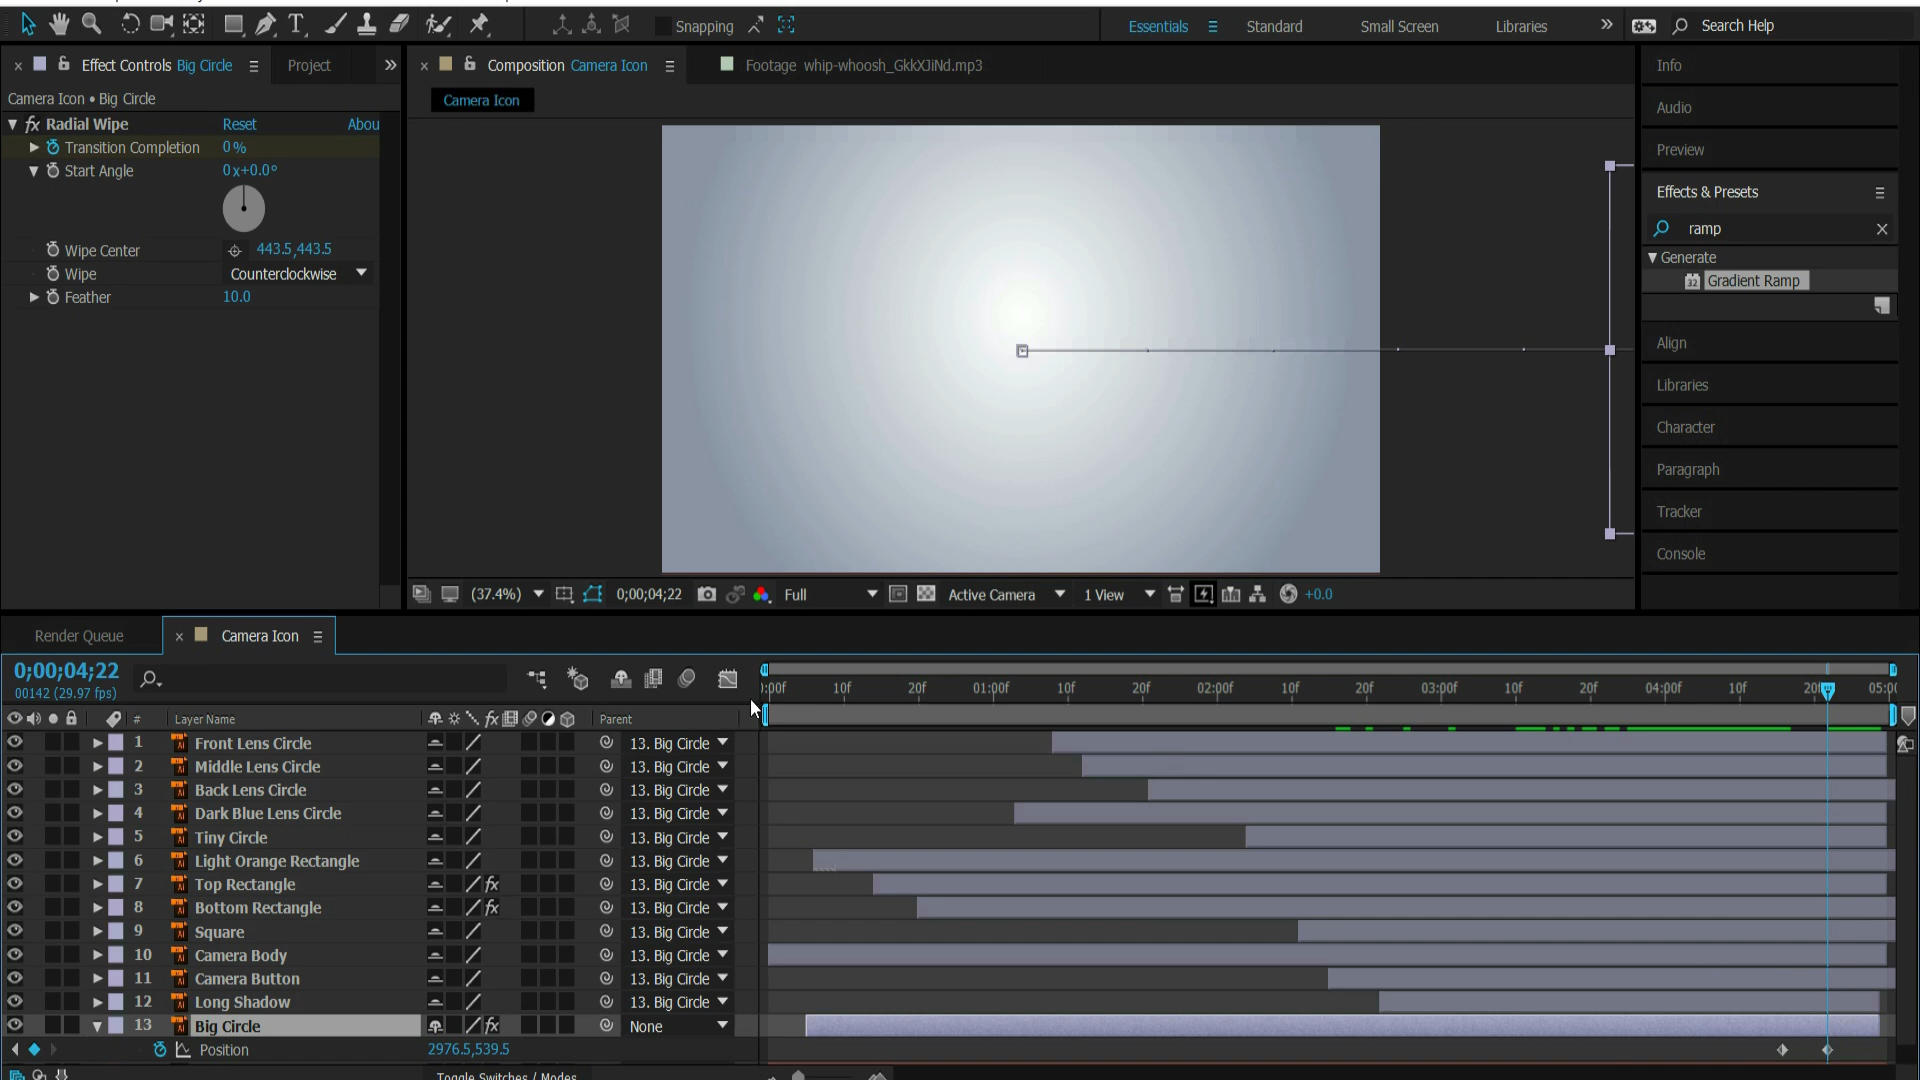 Snapping
Essentials
Standard
Small Screen
Libraries
Search Help
Effect Controls Big Circle
Project
Composition Camera Icon
Footage whip-whoosh_GkkXJiNd.mp3
Info
Camera Icon • Big Circle
Camera Icon
Audio
Radial Wipe
Reset
Abou
Transition Completion
0 %
Preview
Start Angle
0x+0.0°
Effects & Presets
ramp
Wipe Center
443.5,443.5
Generate
Wipe
Counterclockwise
Gradient Ramp
Feather
10.0
Align
Libraries
Character
Paragraph
Tracker
Console
(37.4%)
0;00;04;22
Full
Active Camera
1 View
+0.0
Render Queue
Camera Icon
0;00;04;22
00142 (29.97 fps)
):00f 10f 20f 01:00f 10f 20f 02:00f 10f 20f 03:00f 10f 20f 04:00f 10f 20f 05:00
# Layer Name fx Parent
1 Front Lens Circle 13. Big Circle
2 Middle Lens Circle 13. Big Circle
3 Back Lens Circle 13. Big Circle
4 Dark Blue Lens Circle 13. Big Circle
5 Tiny Circle 13. Big Circle
6 Light Orange Rectangle 13. Big Circle
7 Top Rectangle fx 13. Big Circle
8 Bottom Rectangle fx 13. Big Circle
9 Square 13. Big Circle
10 Camera Body 13. Big Circle
11 Camera Button 13. Big Circle
12 Long Shadow 13. Big Circle
13 Big Circle fx None
Position 2976.5,539.5
Toggle Switches / Modes